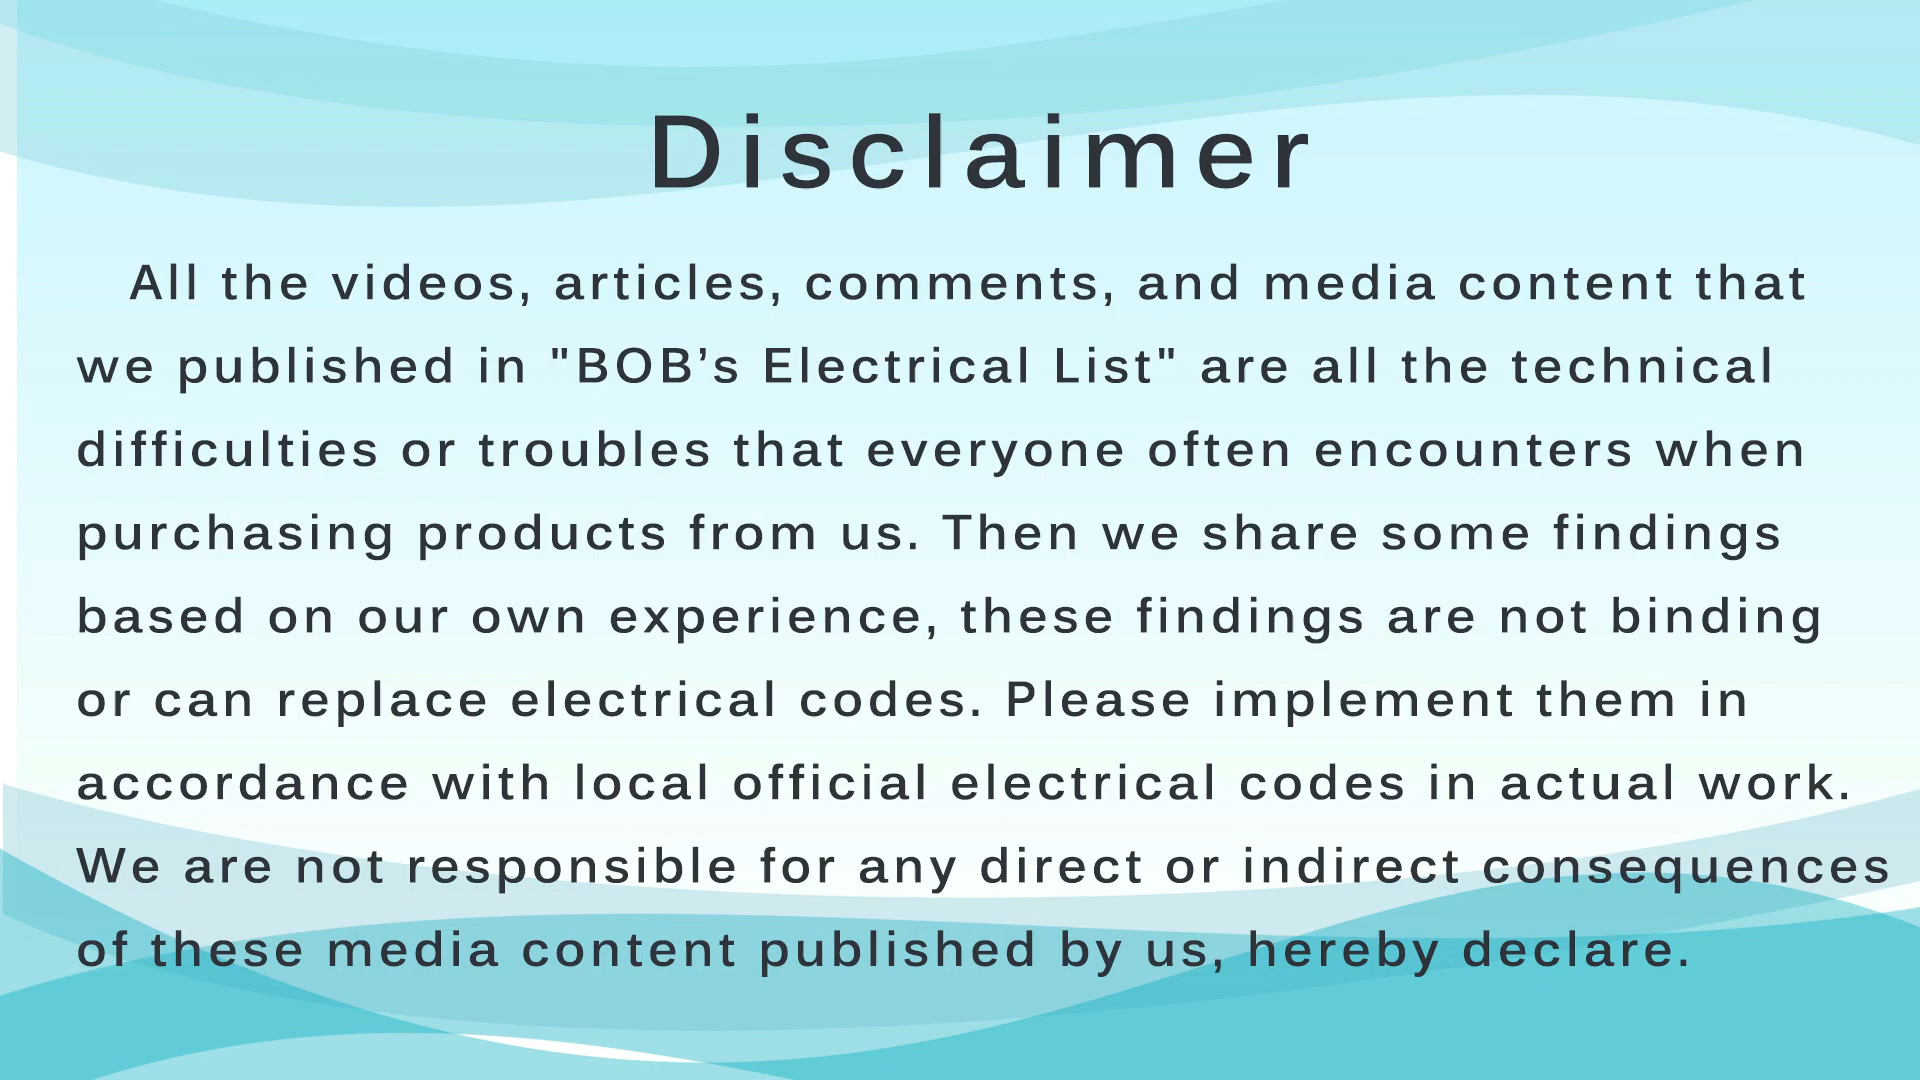 Disclaimer
All the videos, articles, comments, and media content that
we published in "BOB’s Electrical List" are all the technical
difficulties or troubles that everyone often encounters when
purchasing products from us. Then we share some findings
based on our own experience, these findings are not binding
or can replace electrical codes. Please implement them in
accordance with local official electrical codes in actual work.
We are not responsible for any direct or indirect consequences
of these media content published by us, hereby declare.